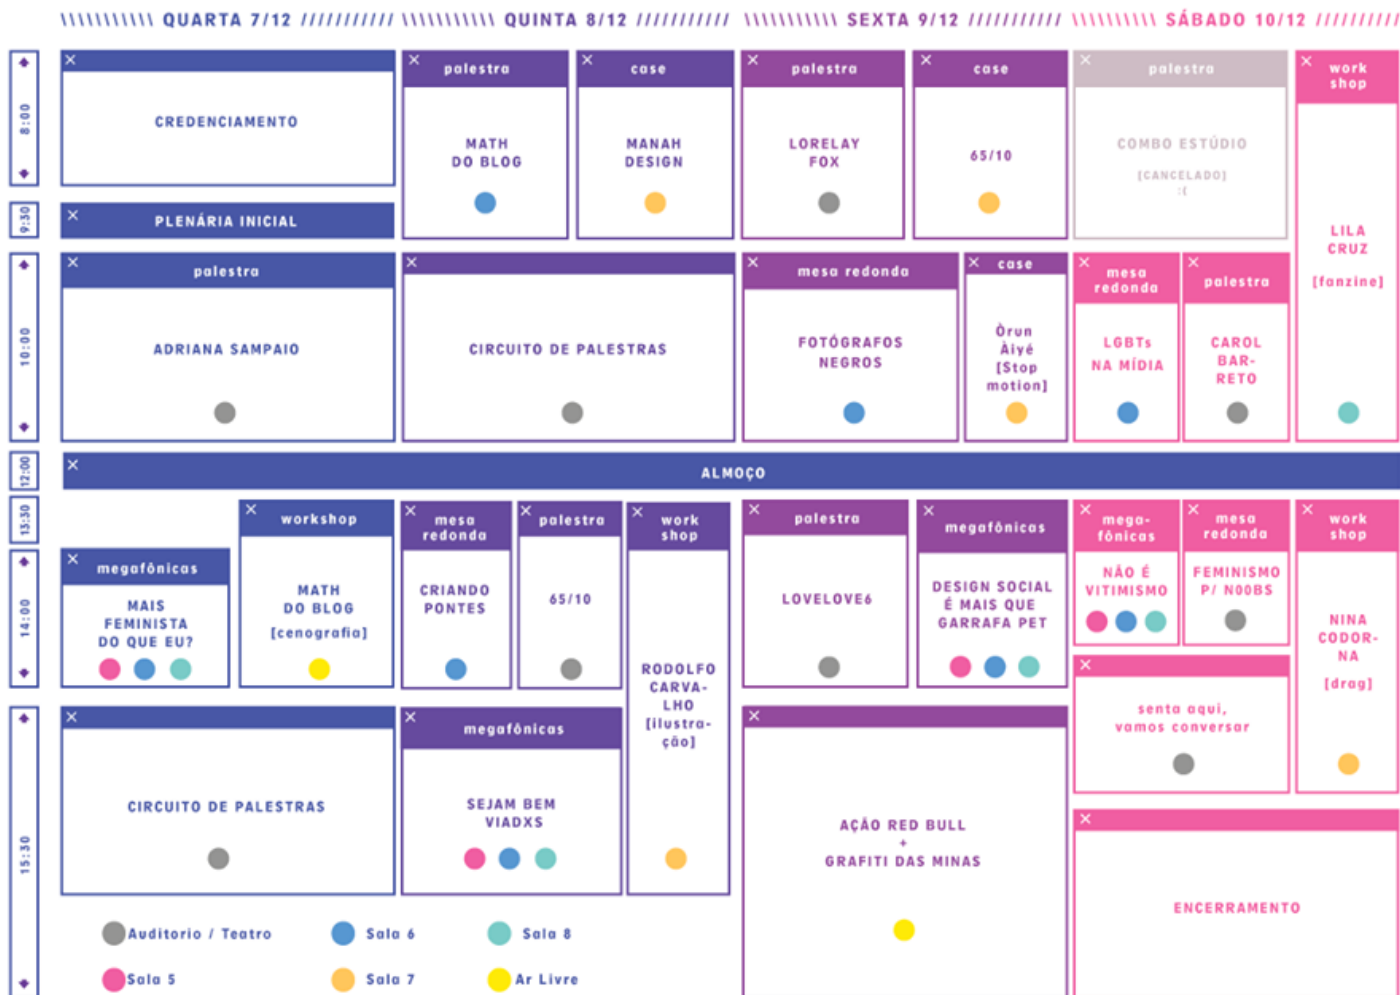 QUARTA 7/12
QUINTA 8/12
SEXTA 9/12
SÁBADO 10/12
8:00
CREDENCIAMENTO
palestra
MATH
DO BLOG
case
MANAH
DESIGN
palestra
LORELAY
FOX
case
65/10
palestra
COMBO ESTÚDIO
[CANCELADO]
:(
work
shop
LILA
CRUZ
[fanzine]
9:30
PLENÁRIA INICIAL
10:00
palestra
ADRIANA SAMPAIO
CIRCUITO DE PALESTRAS
mesa redonda
FOTÓGRAFOS
NEGROS
case
Òrun
Àiyé
[Stop
motion]
mesa
redonda
LGBTs
NA MÍDIA
palestra
CAROL
BAR-
RETO
12:00
ALMOÇO
13:30
14:00
megafônicas
MAIS
FEMINISTA
DO QUE EU?
workshop
MATH
DO BLOG
[cenografia]
mesa
redonda
CRIANDO
PONTES
palestra
65/10
work
shop
RODOLFO
CARVA-
LHO
[ilustra-
ção]
palestra
LOVELOVE6
megafônicas
DESIGN SOCIAL
É MAIS QUE
GARRAFA PET
mega-
fônicas
NÃO É
VITIMISMO
mesa
redonda
FEMINISMO
P/ N00BS
work
shop
NINA
CODOR-
NA
[drag]
senta aqui,
vamos conversar
15:30
CIRCUITO DE PALESTRAS
megafônicas
SEJAM BEM
VIADXS
AÇÃO RED BULL
+
GRAFITI DAS MINAS
ENCERRAMENTO
Auditorio / Teatro
Sala 6
Sala 8
Sala 5
Sala 7
Ar Livre